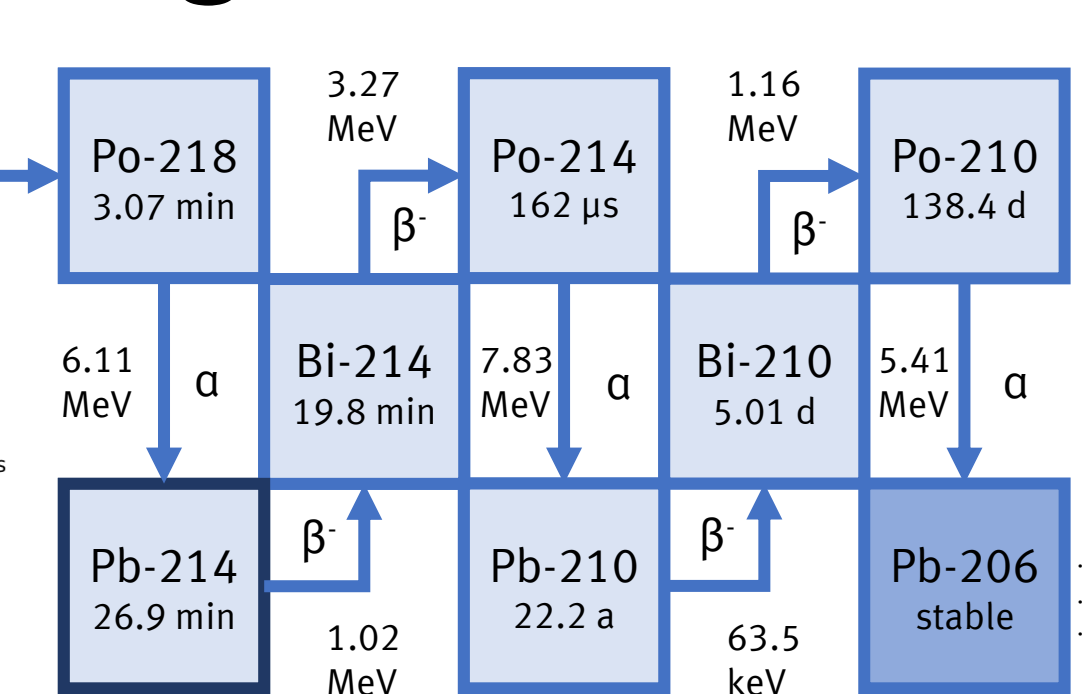 3.27
MeV
1.16
MeV
Po-218
3.07 min
Po-214
162 µs
Po-210
138.4 d
β-
β-
6.11
MeV
α
Bi-214
19.8 min
7.83
MeV
α
Bi-210
5.01 d
5.41
MeV
α
s
Pb-214
26.9 min
β-
Pb-210
22.2 a
β-
Pb-206
stable
1.02
MeV
63.5
keV